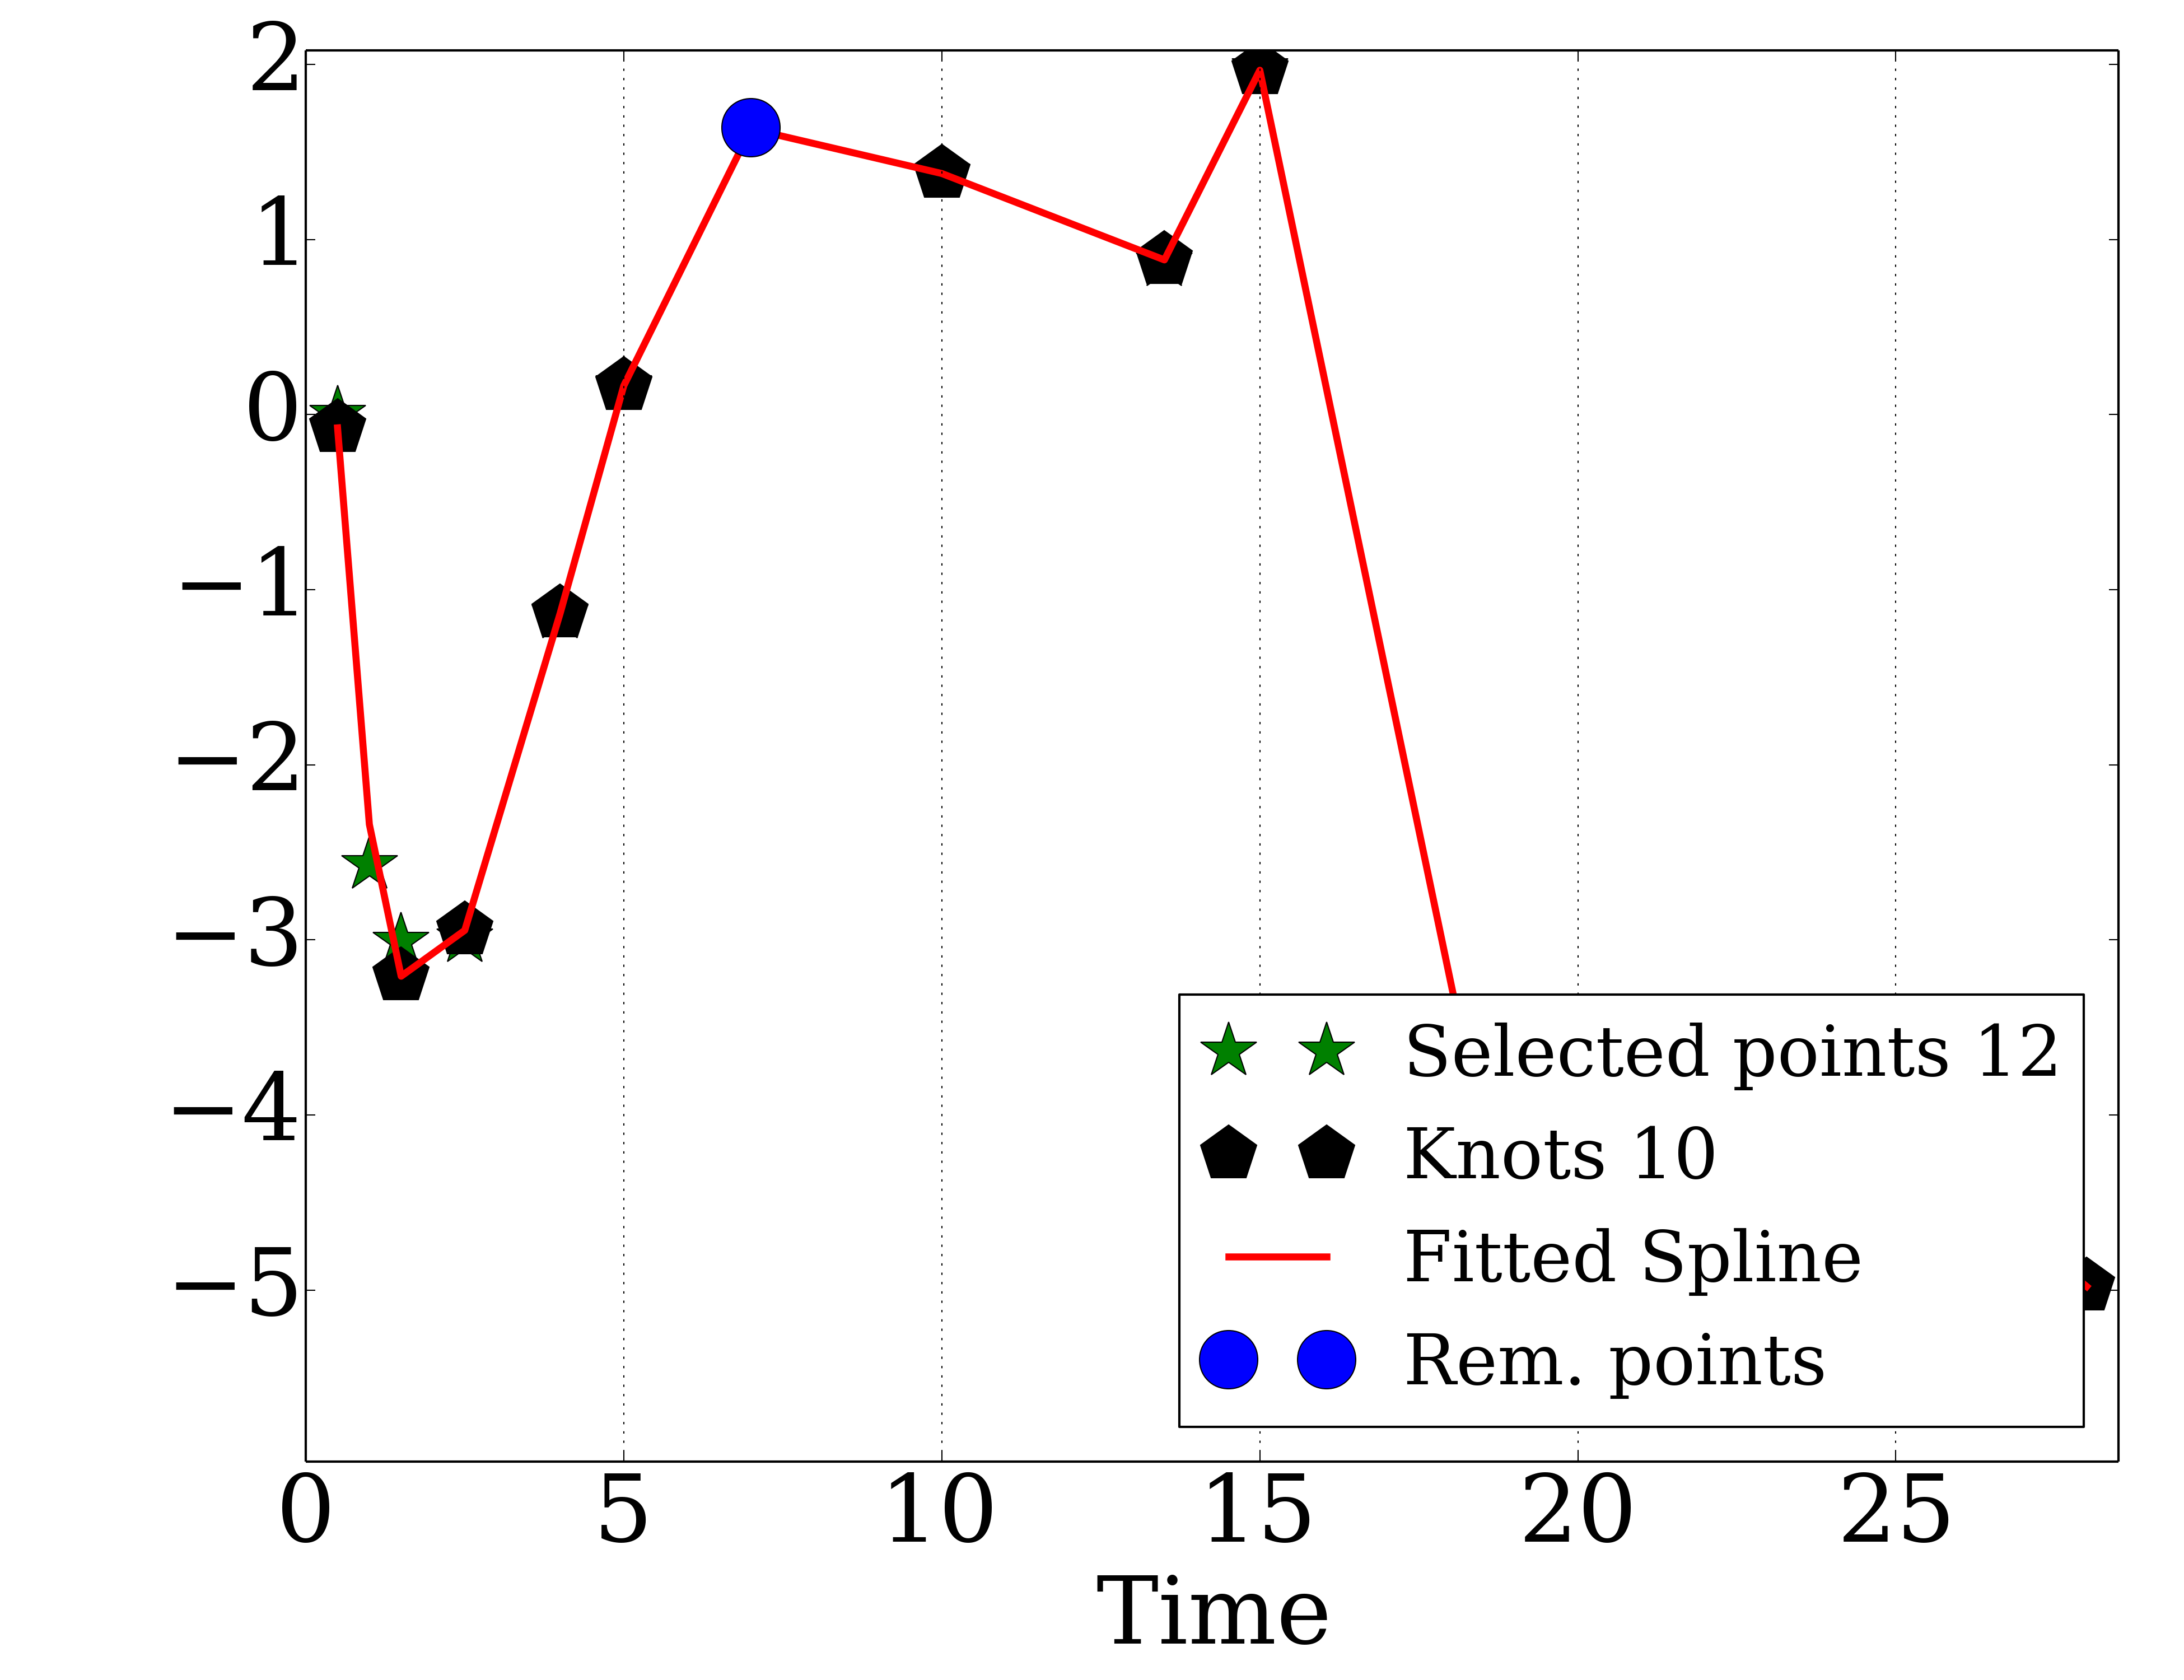 2
1
0
−1
−2
−3
−4
−5
Selected points 12
Knots 10
Fitted Spline
Rem. points
0 5 10 15 20 25
Time